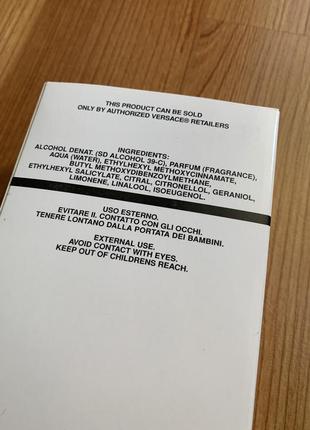 THIS PRODUCT CAN BE SOLD
ONLY BY AUTHORIZED VERSACE® RETAILERS
INGREDIENTS:
ALCOHOL DENAT. (SD ALCOHOL 39-C), PARFUM (FRAGRANCE),
AQUA (WATER), ETHYLHEXYL METHOXYCINNAMATE,
BUTYL METHOXYDIBENZOYLMETHANE,
ETHYLHEXYL SALICYLATE, CITRAL, CITRONELLOL, GERANIOL,
LIMONENE, LINALOOL, ISOEUGENOL.
USO ESTERNO.
EVITARE IL CONTATTO CON GLI OCCHI.
TENERE LONTANO DALLA PORTATA DEI BAMBINI.
EXTERNAL USE.
AVOID CONTACT WITH EYES.
KEEP OUT OF CHILDRENS REACH.